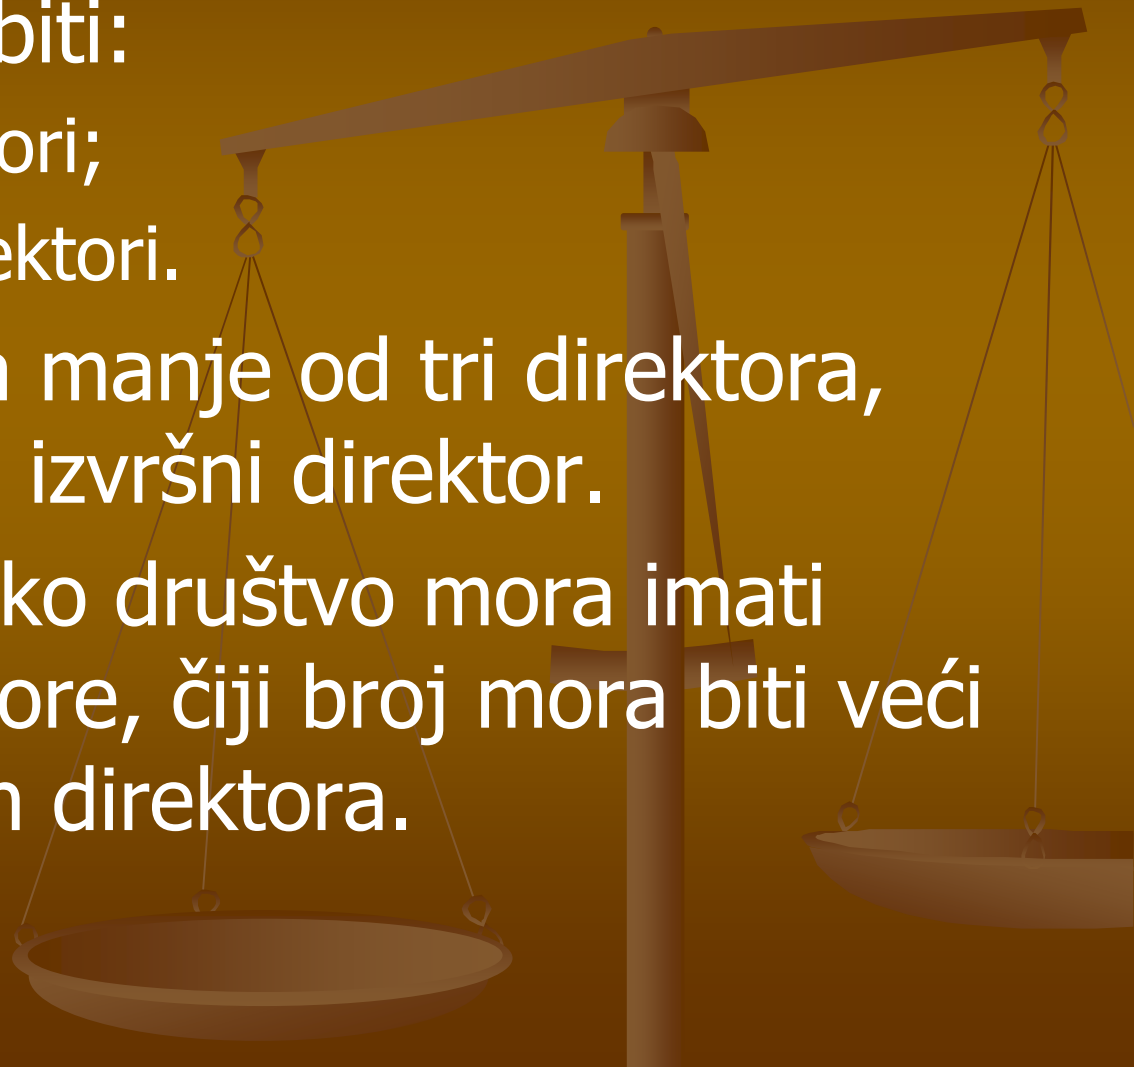 biti:
ori;
ektori.
manje od tri direktora,
izvršni direktor.
ko društvo mora imati
ore, čiji broj mora biti veći
direktora.